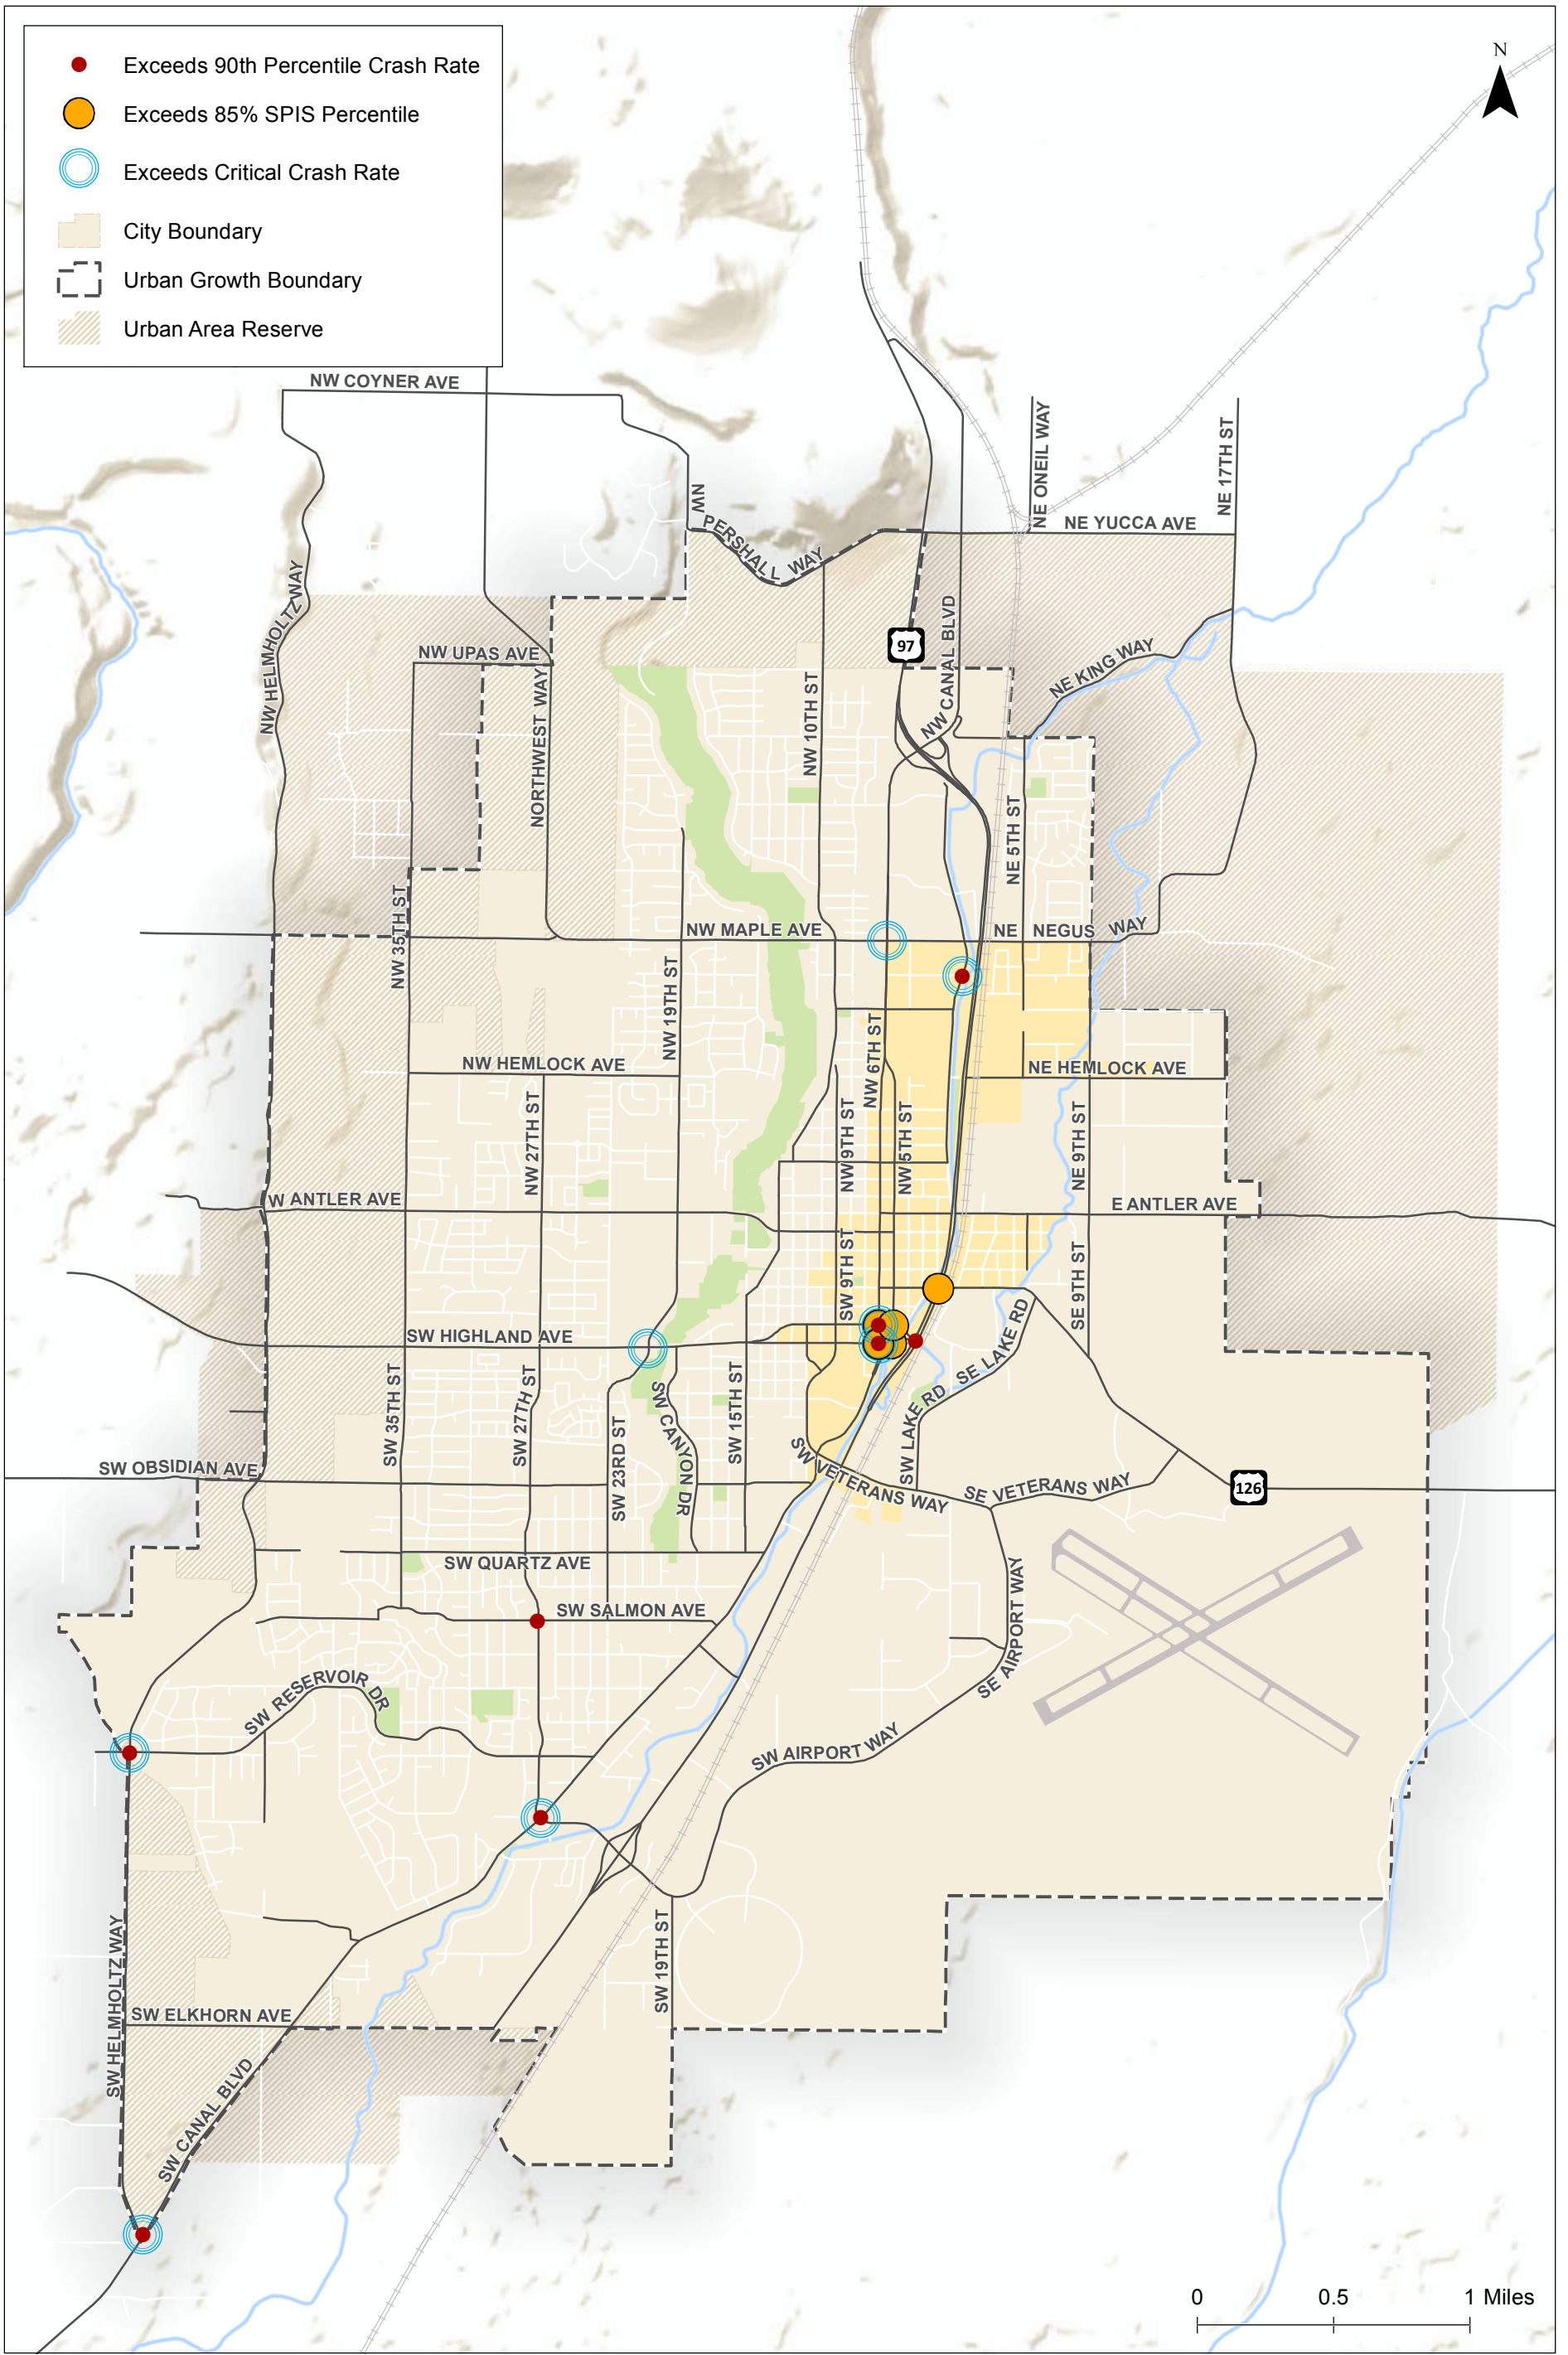 Exceeds 90th Percentile Crash Rate
Exceeds 85% SPIS Percentile
Exceeds Critical Crash Rate
City Boundary
Urban Growth Boundary
Urban Area Reserve
N
NW COYNER AVE
NE ONEIL WAY
NE 17TH ST
NW PERSHALL WAY
NE YUCCA AVE
NW HELMHOLTZ WAY
97
NW CANAL BLVD
NW UPAS AVE
NE KING WAY
NORTHWEST WAY
NW 10TH ST
NE 5TH ST
NW 35TH ST
NW MAPLE AVE
NE NEGUS WAY
NW 19TH ST
NW 6TH ST
NW HEMLOCK AVE
NE HEMLOCK AVE
NW 27TH ST
NW 9TH ST
NW 5TH ST
NE 9TH ST
W ANTLER AVE
E ANTLER AVE
SW 9TH ST
SE 9TH ST
SW HIGHLAND AVE
SE LAKE RD
SW 35TH ST
SW 27TH ST
SW 23RD ST
SW CANYON DR
SW 15TH ST
SW LAKE RD
SW OBSIDIAN AVE
SW VETERANS WAY
SE VETERANS WAY
126
SW QUARTZ AVE
SE AIRPORT WAY
SW SALMON AVE
SW RESERVOIR DR
SW AIRPORT WAY
SW HELMHOLTZ WAY
SW 19TH ST
SW ELKHORN AVE
SW CANAL BLVD
0 0.5 1 Miles